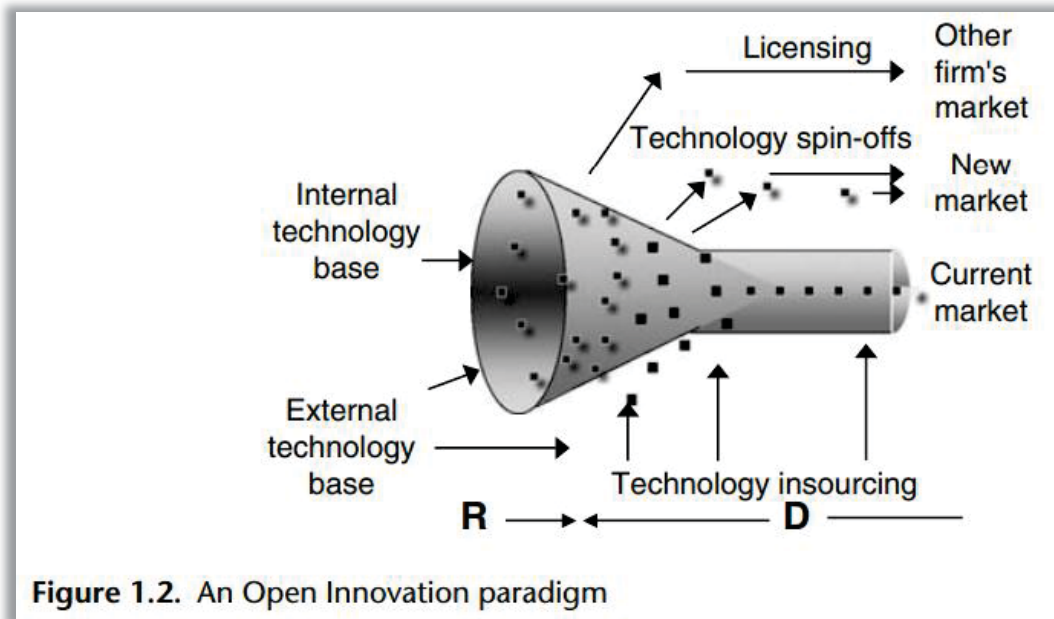 Licensing
Other
firm's
market
Technology spin-offs
New
market
Internal
technology
base
Current
market
External
technology
base
Technology insourcing
R
D
Figure 1.2. An Open Innovation paradigm